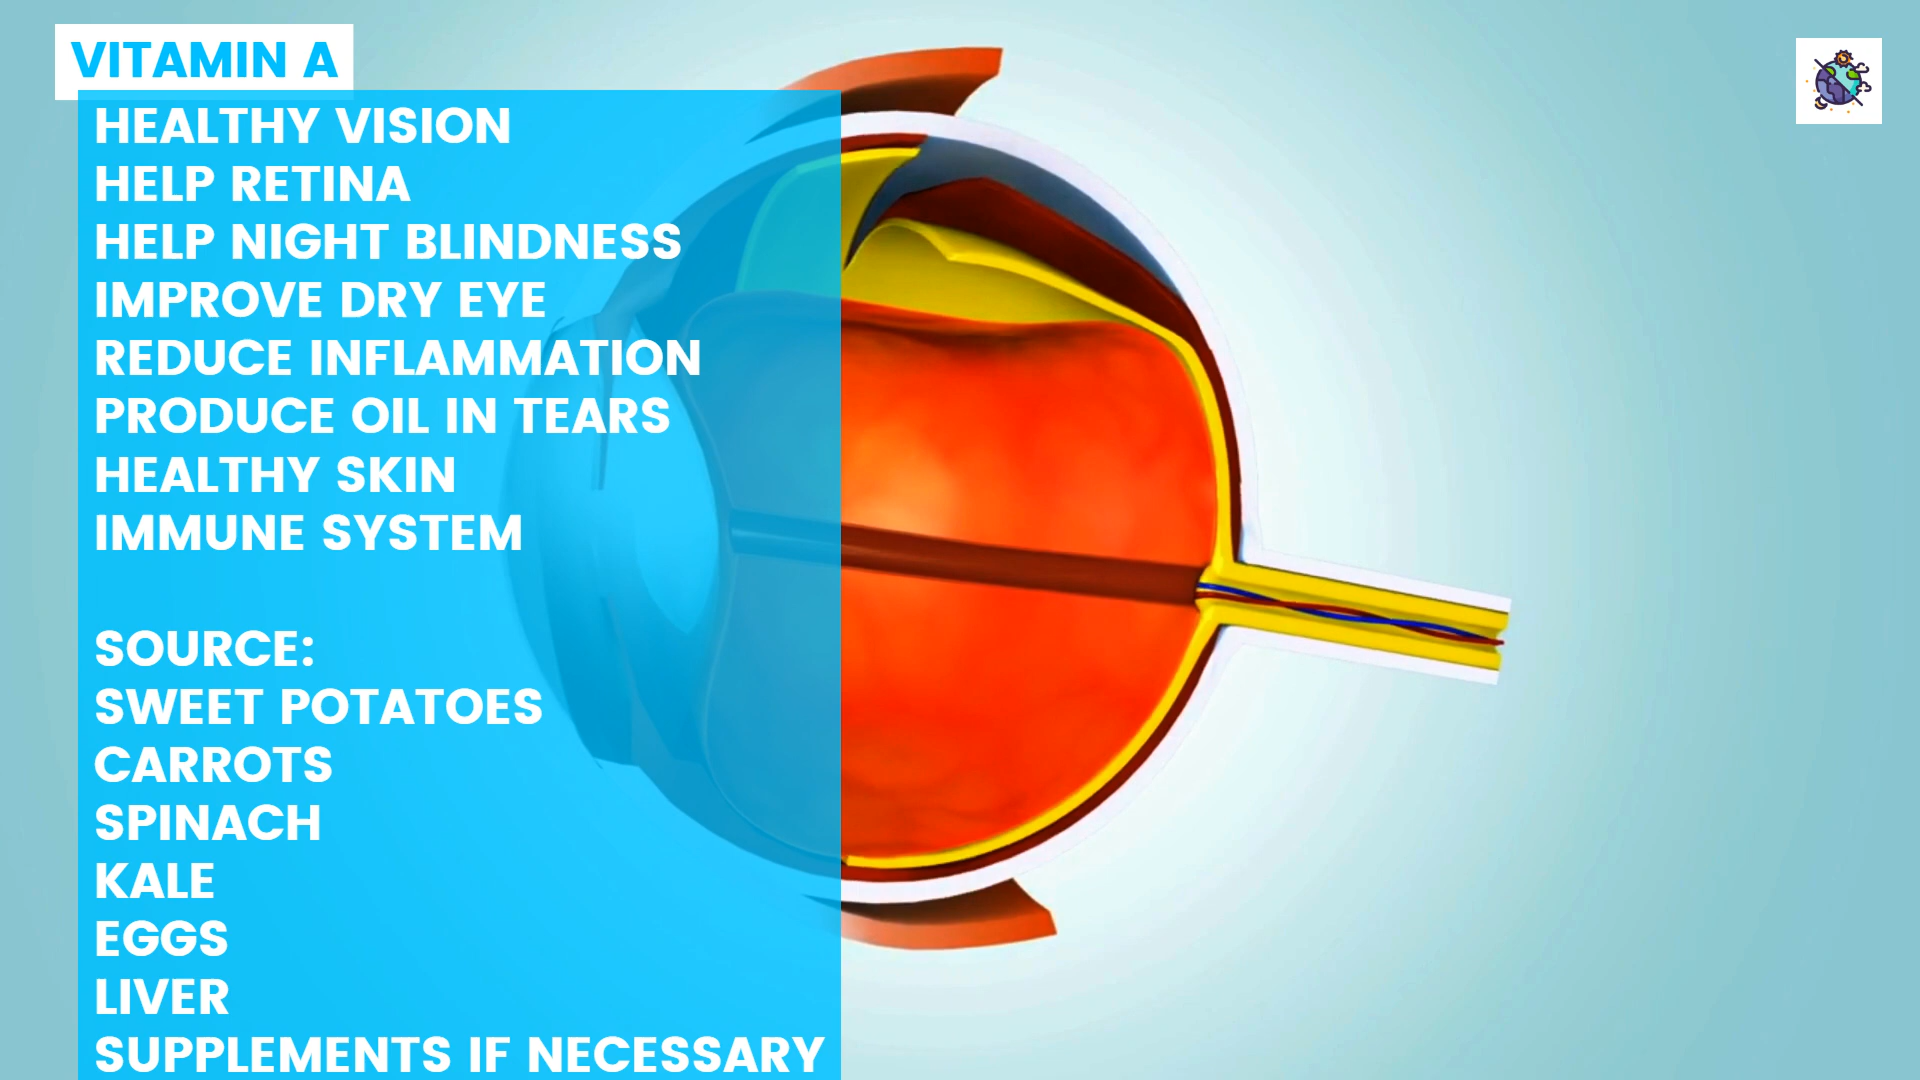 VITAMIN A
HEALTHY VISION
HELP RETINA
HELP NIGHT BLINDNESS
IMPROVE DRY EYE
REDUCE INFLAMMATION
PRODUCE OIL IN TEARS
HEALTHY SKIN
IMMUNE SYSTEM
SOURCE:
SWEET POTATOES
CARROTS
SPINACH
KALE
EGGS
LIVER
SUPPLEMENTS IF NECESSARY